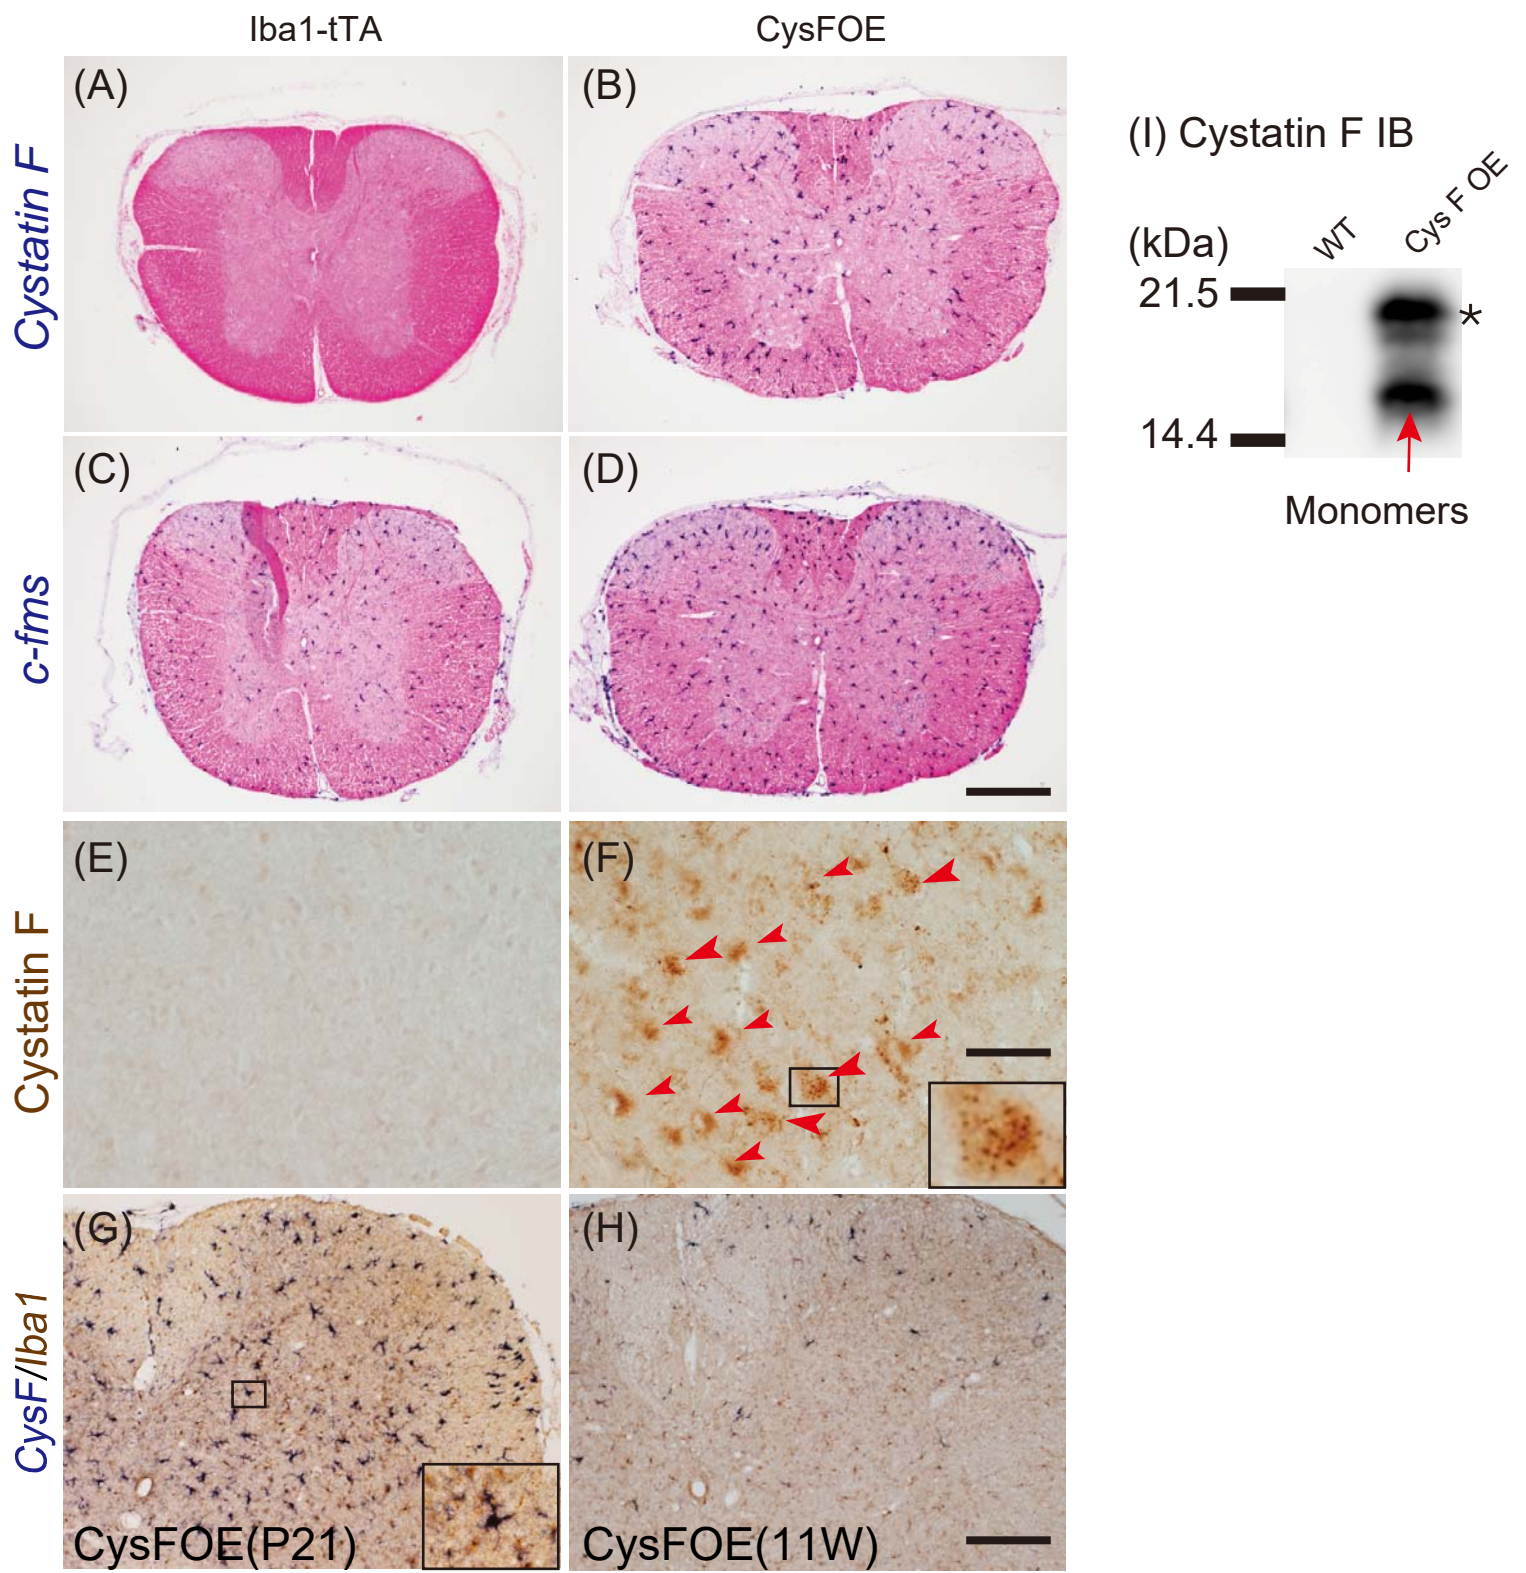 Iba1-tTA
CysFOE
Cystatin F
(A)
(B)
c-fms
(C)
(D)
Cystatin F
(E)
(F)
CysF/Iba1
(G)
CysFOE(P21)
(H)
CysFOE(11W)
(I) Cystatin F IB
(kDa)
WT
Cys F OE
21.5
*
14.4
Monomers